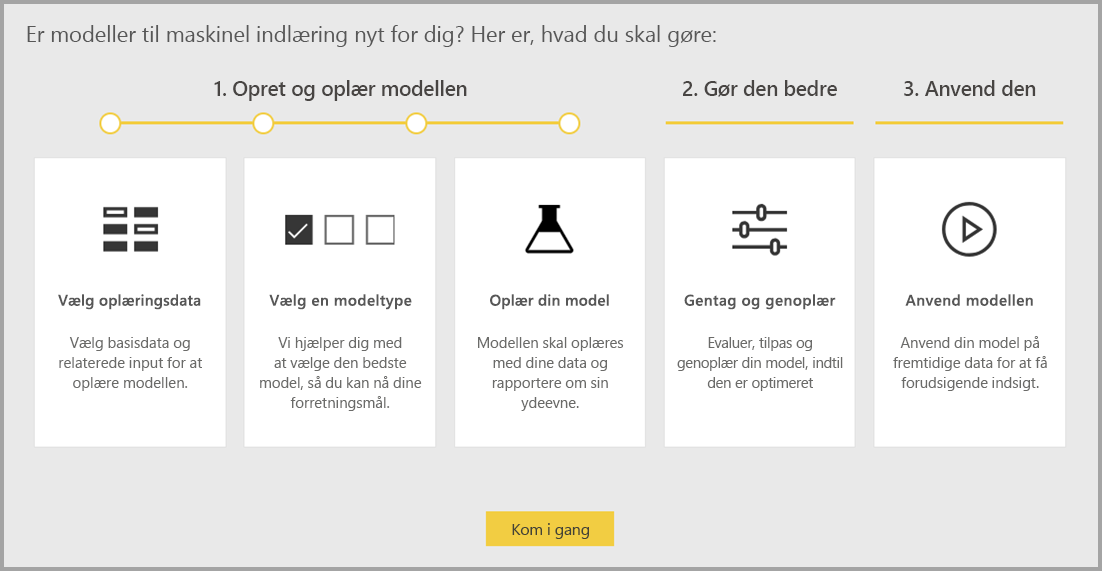 Er modeller til maskinel indlæring nyt for dig? Her er, hvad du skal gøre:
1. Opret og oplær modellen
2. Gør den bedre
3. Anvend den
Vælg oplæringsdata
Vælg basisdata og
relaterede input for at
oplære modellen.
Vælg en modeltype
Vi hjælper dig med
at vælge den bedste
model, så du kan nå dine
forretningsmål.
Oplær din model
Modellen skal oplæres
med dine data og
rapportere om sin
ydeevne.
Gentag og genoplær
Evaluer, tilpas og
genoplær din model, indtil
den er optimeret
Anvend modellen
Anvend din model på
fremtidige data for at få
forudsigende indsigt.
Kom i gang